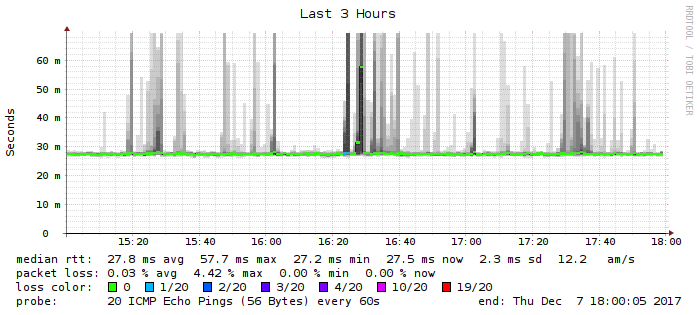 Last 3 Hours
RRDTOOL / TOBI OETIKER
Seconds
60 m
50 m
40 m
30 m
20 m
10 m
0
15:20 15:40 16:00 16:20 16:40 17:00 17:20 17:40 18:00
median rtt: 27.8 ms avg 57.7 ms max 27.2 ms min 27.5 ms now 2.3 ms sd 12.2 am/s
packet loss: 0.03 % avg 4.42 % max 0.00 % min 0.00 % now
loss color: 0 1/20 2/20 3/20 4/20 10/20 19/20
probe: 20 ICMP Echo Pings (56 Bytes) every 60s end: Thu Dec 7 18:00:05 2017